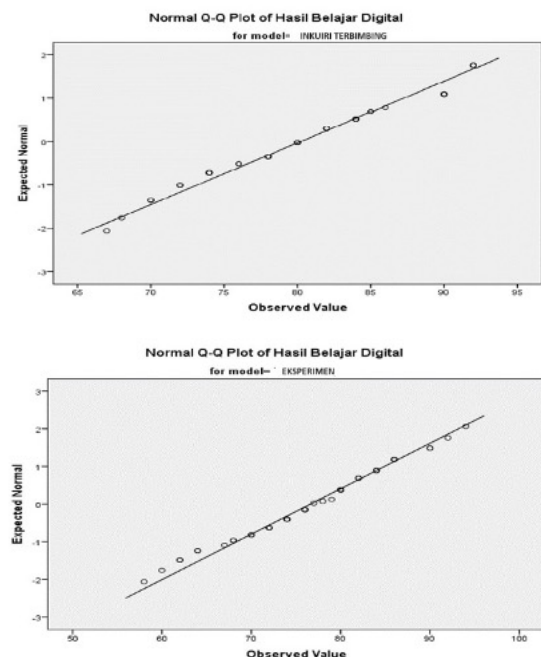 Normal Q-Q Plot of Hasil Belajar Digital
for model= INKUIRI TERBIMBING
2
1
0
-1
-2
-3
Expected Normal
65 70 75 80 85 90 95
Observed Value
Normal Q-Q Plot of Hasil Belajar Digital
for model= EKSPERIMEN
3
2
1
0
-1
-2
-3
Expected Normal
50 60 70 80 90 100
Observed Value